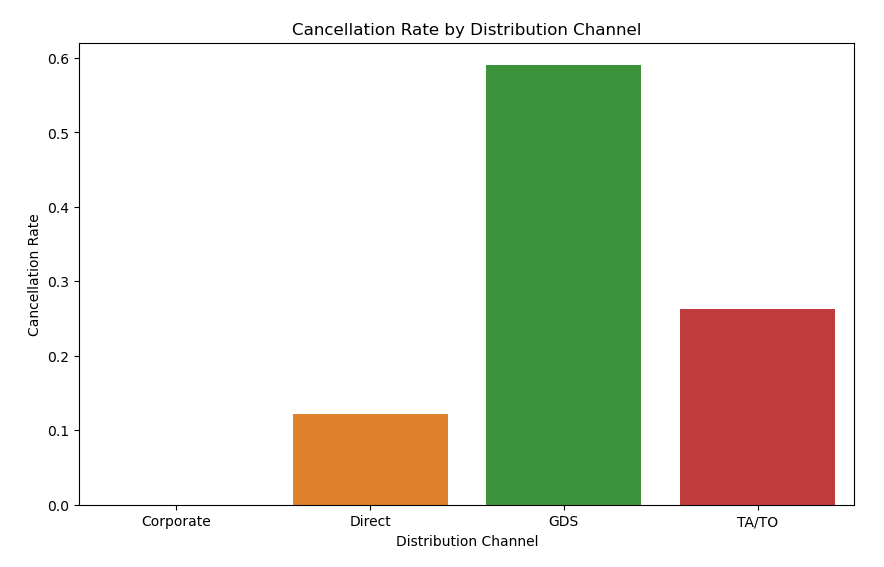 Cancellation Rate by Distribution Channel
Cancellation Rate
0.6
0.5
0.4
0.3
0.2
0.1
0.0
Corporate Direct GDS TA/TO
Distribution Channel